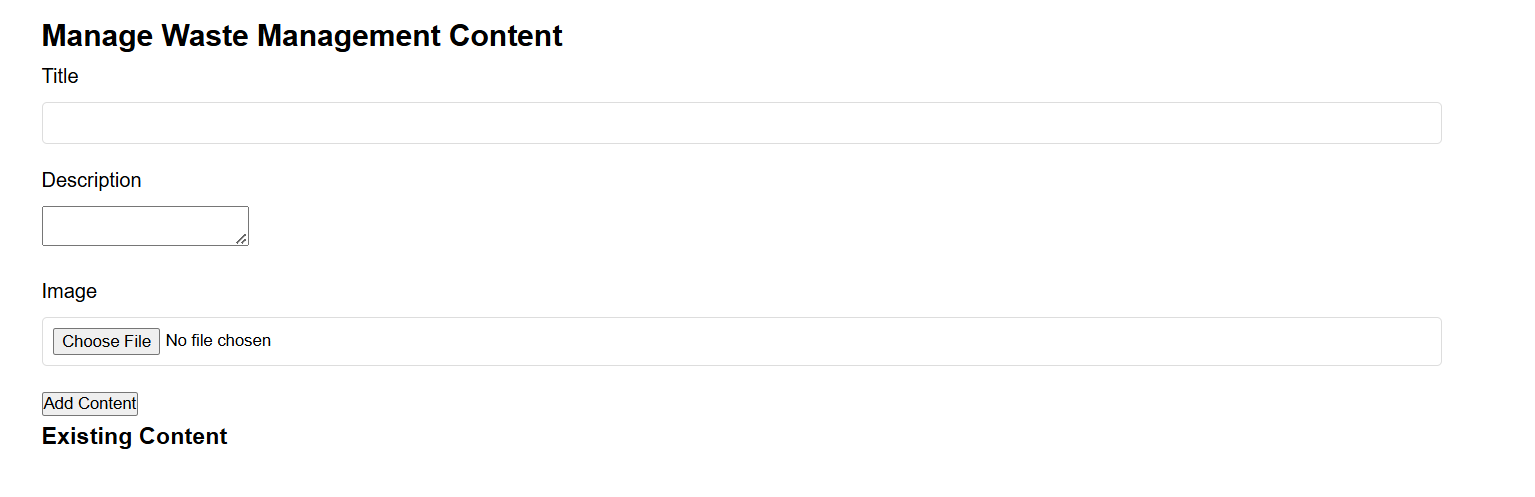 Manage Waste Management Content
Title
Description
Image
Choose File No file chosen
Add Content
Existing Content